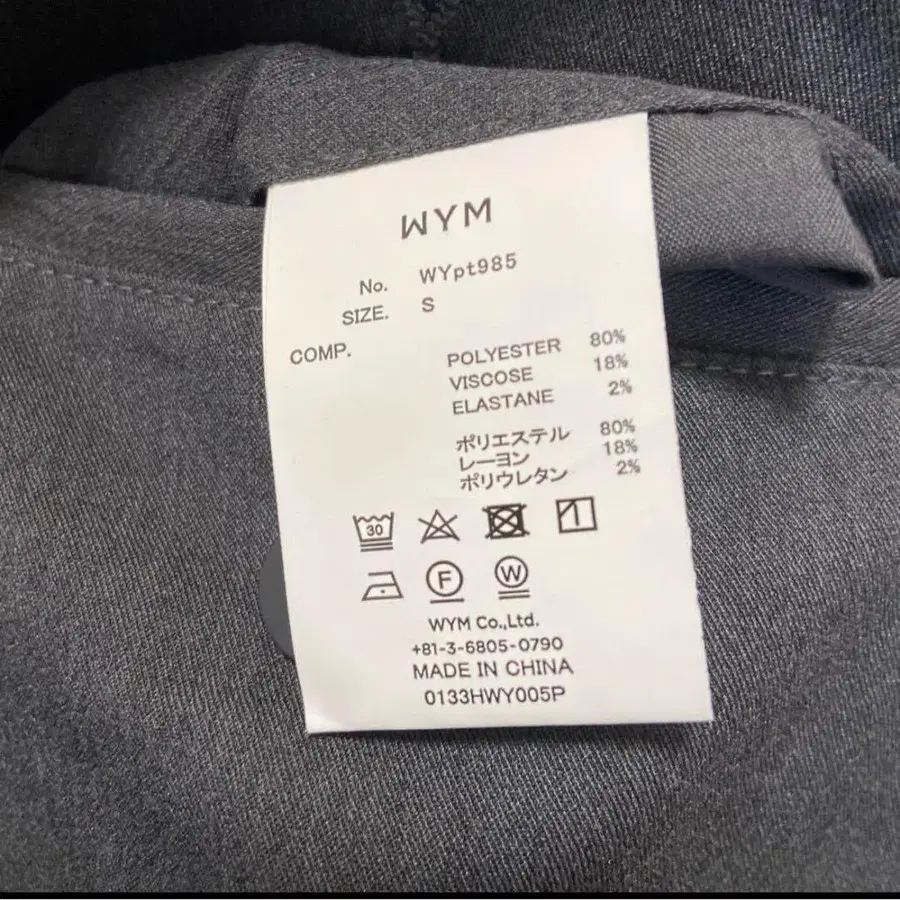 WYM
No. WYpt985
SIZE. S
COMP.
POLYESTER 80%
VISCOSE 18%
ELASTANE 2%
ポリエステル 80%
レーヨン 18%
ポリウレタン 2%
30
F W
WYM Co.,Ltd.
+81-3-6805-0790
MADE IN CHINA
0133HWY005P